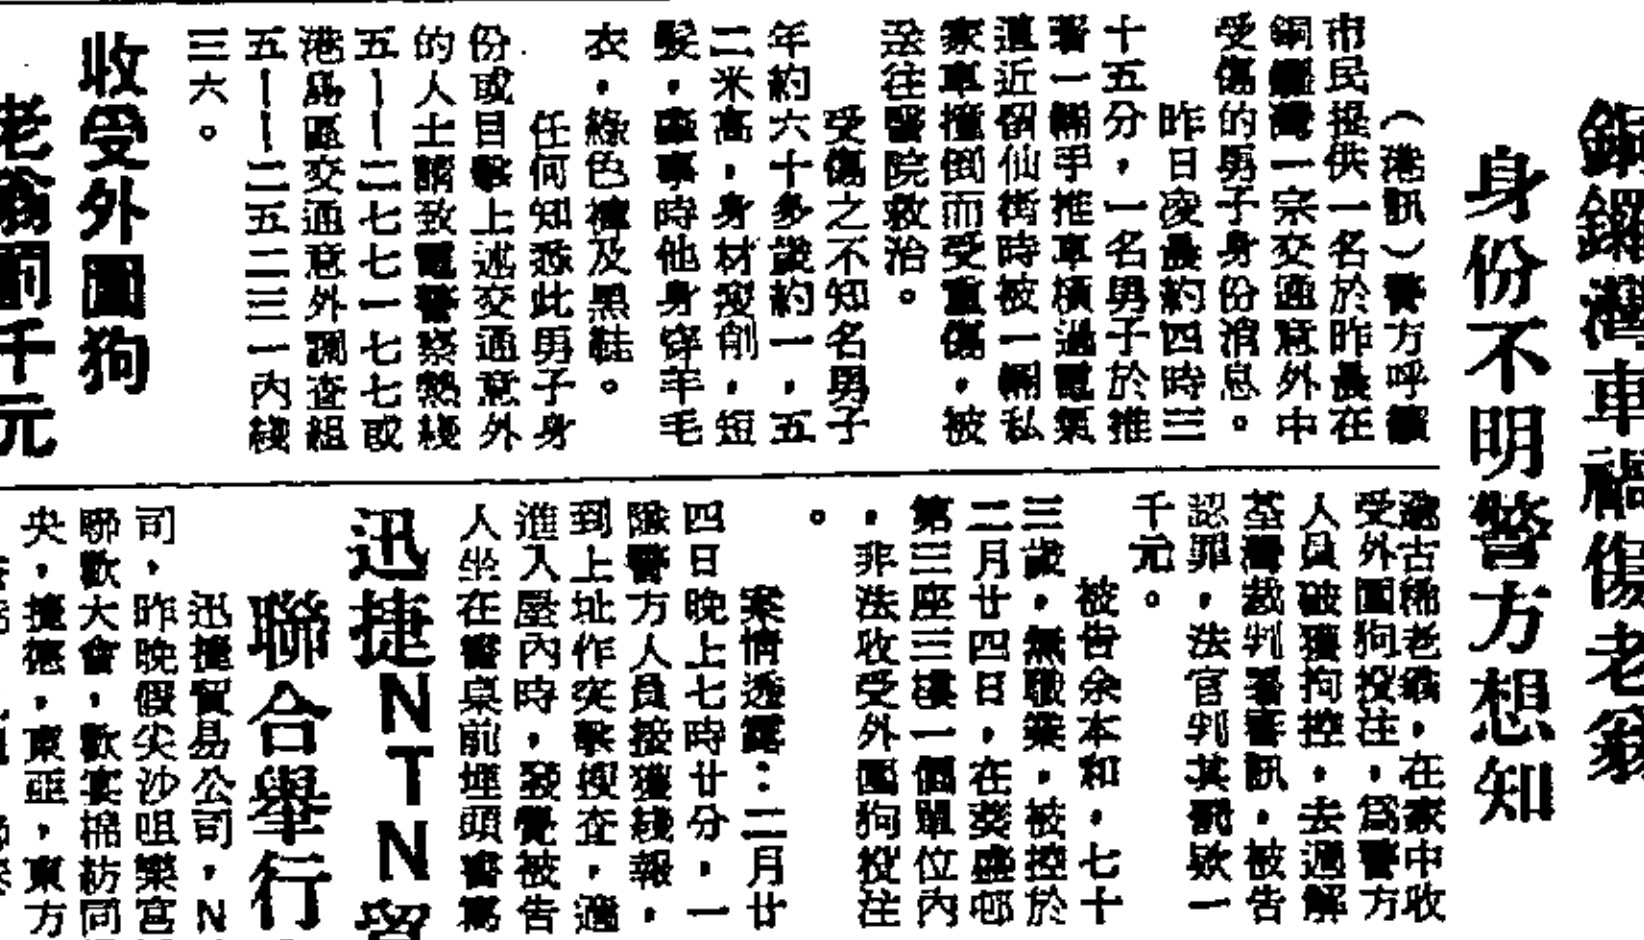 銅鑼灣車禍傷老翁
身份不明警方想知
（港訊）警方呼籲
市民提供一名於昨晨在
銅鑼灣一宗交通意外中
受傷的男子身份消息。
昨日凌晨約四時三
十五分，一名男子於推
著一輛手推車橫過電氣
道近留仙街時被一輛私
家車撞倒而受重傷，被
送往醫院救治。
受傷之不知名男子
年約六十多歲約一．五
二米高，身材瘦削，短
髮，肇事時他身穿羊毛
衣，綠色褲及黑鞋。
任何知悉此男子身
份或目擊上述交通意外
的人士請致電警察熱綫
五——二七七一七七或
港島區交通意外調查組
五——二五二三一內綫
三六。
收受外圍狗
老翁罰千元
逾古稀老翁，在家中收
受外圍狗投注，為警方
人員破獲拘控，去週解
荃灣裁判署審訊，被告
認罪，法官判其罰欵一
千元。
被告余本和，七十
三歲，無職業，被控於
二月廿四日，在葵盛邨
第三座三樓一個單位內
，非法收受外圍狗投注
。
案情透露：二月廿
四日晚上七時廿分，一
隊警方人員接獲綫報，
到上址作突擊搜查，適
進入屋內時，發覺被告
人坐在書桌前埋頭書寫
迅捷NTN貿
聯合舉行
迅捷貿易公司，N
司，昨晚假尖沙咀樂宮
聯歡大會，歡宴棉紡同
央，捷德，東亞，東方